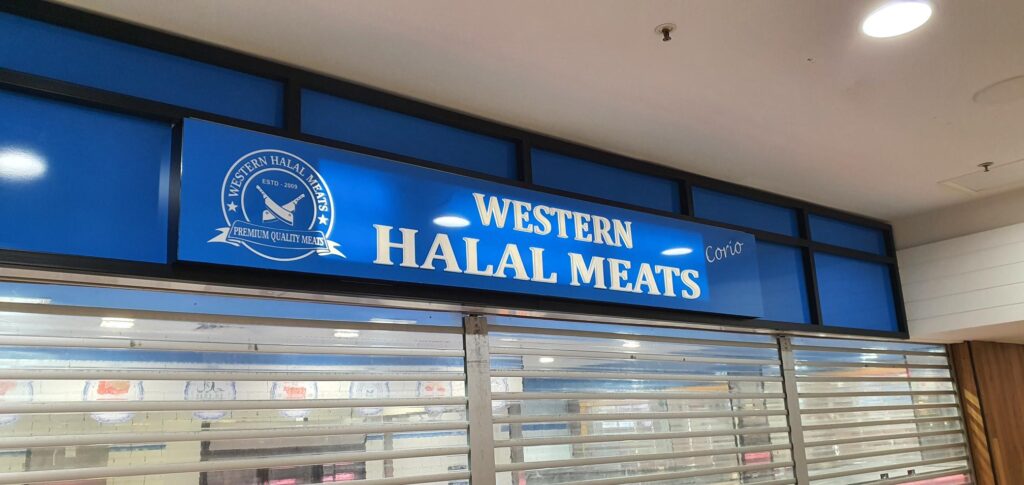 WESTERN HALAL MEATS
ESTD - 2009
PREMIUM QUALITY MEATS
WESTERN
HALAL MEATS
Corio